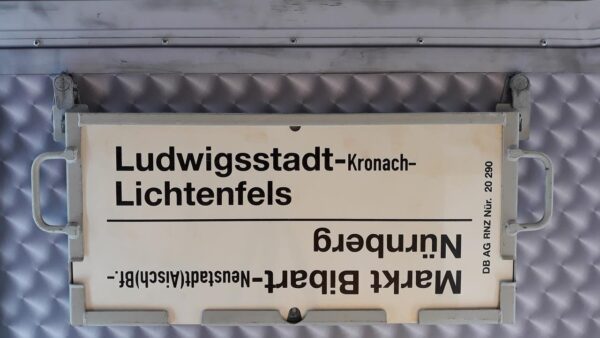 Ludwigsstadt-Kronach-
Lichtenfels
Markt Bibart-Neustadt(Aisch)Bf.-
Nürnberg
DB AG RNZ Nür. 20 290